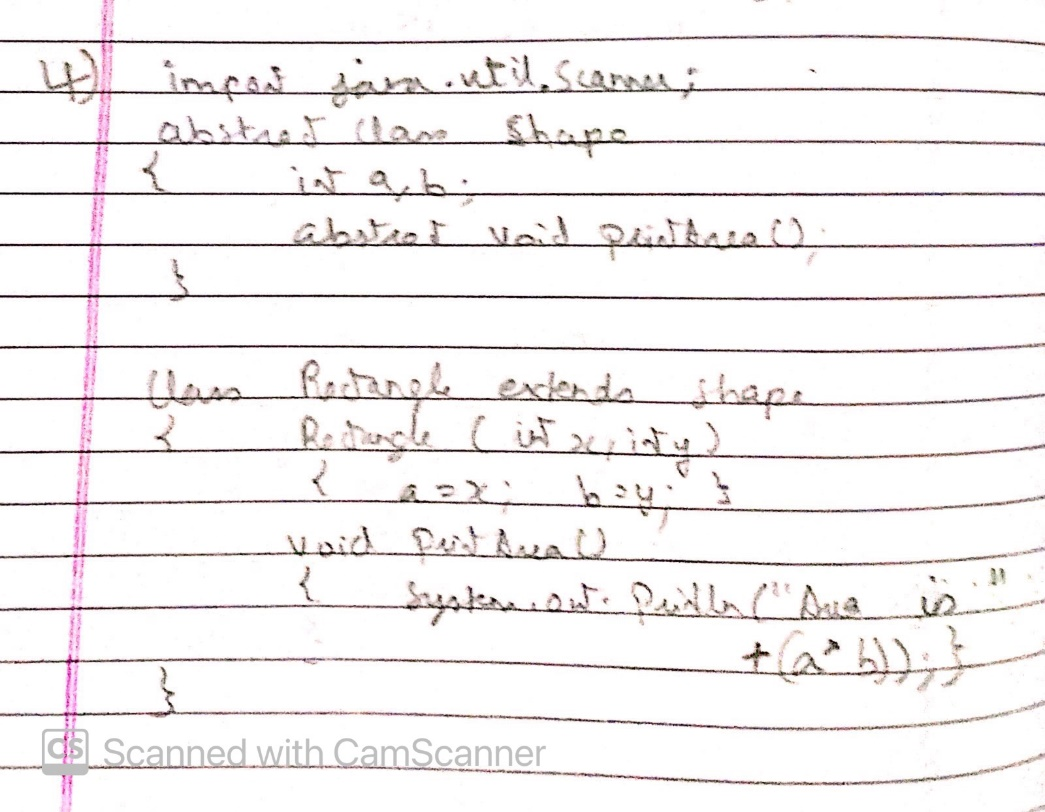 4) import java.util.Scanner;
abstract class Shape
{ int a,b;
abstract void printArea();
}
Class Rectangle extends shape
{ Rectangle (int x, int y)
{ a=x; b=y; }
void PrintArea()
{ System.out.Println("Area is:"
+(a*b));}
}
CS Scanned with CamScanner